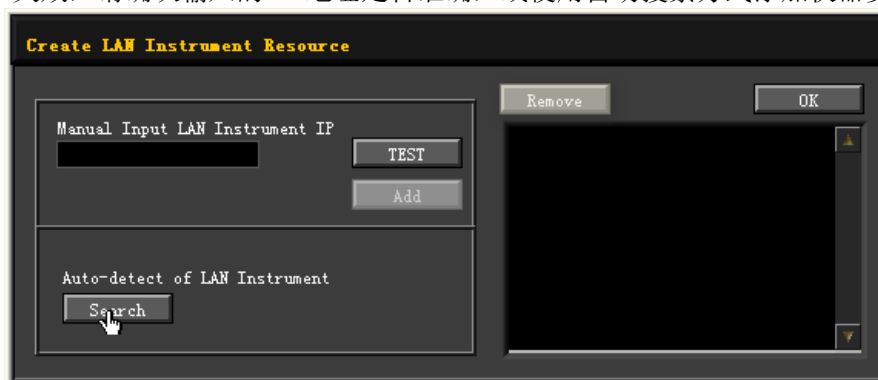 Create LAN Instrument Resource
Remove
OK
Manual Input LAN Instrument IP
TEST
Add
Auto-detect of LAN Instrument
Search